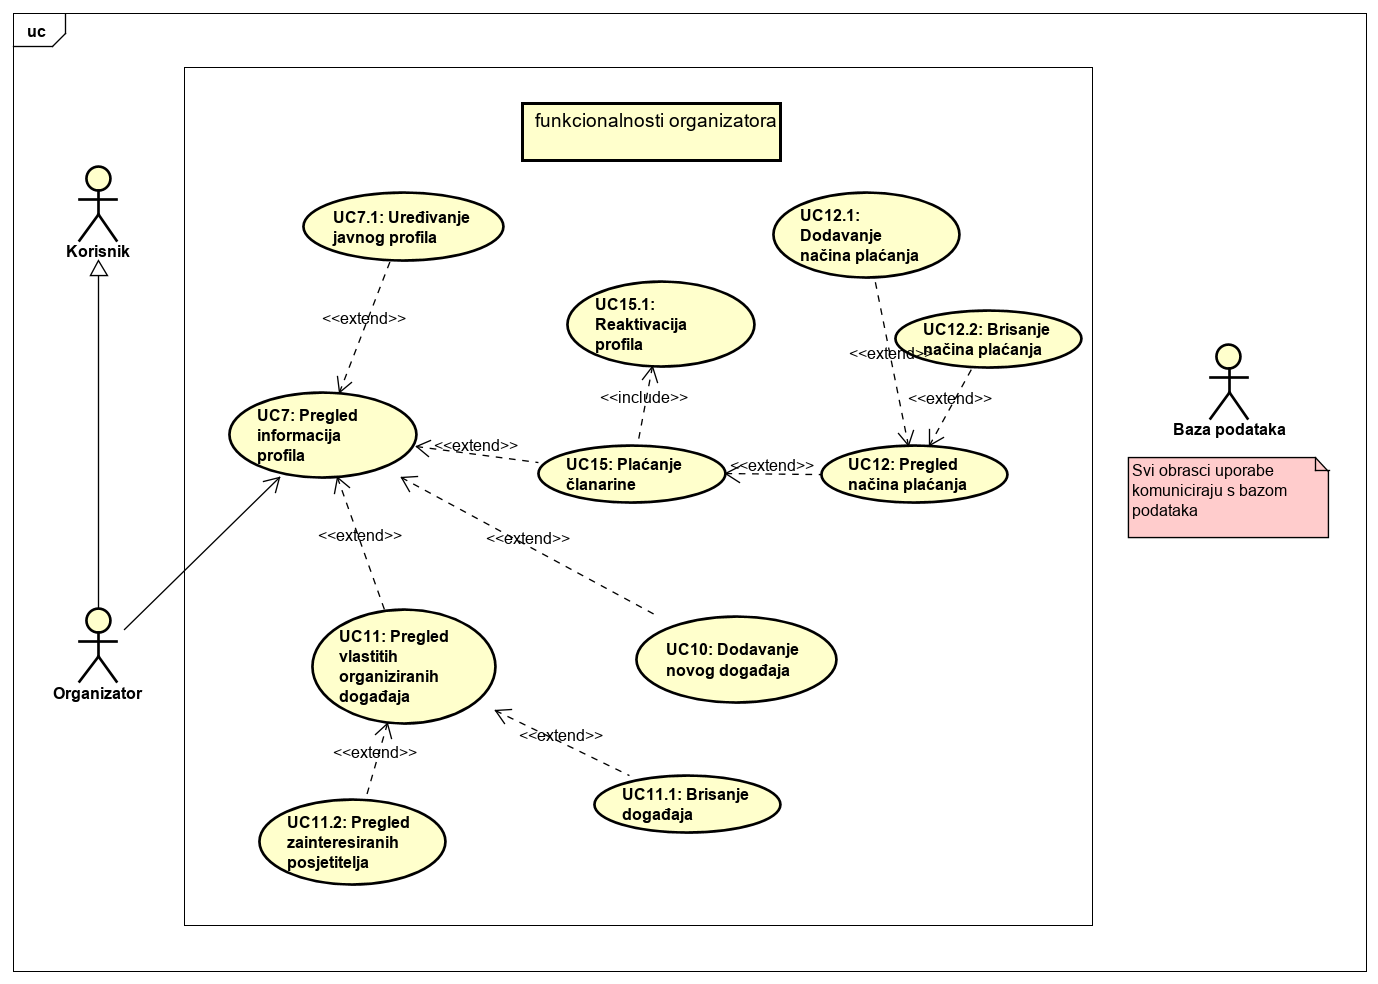 uc
funkcionalnosti organizatora
Korisnik
UC7.1: Uređivanje
javnog profila
UC12.1:
Dodavanje
načina plaćanja
UC15.1:
Reaktivacija
profila
UC12.2: Brisanje
načina plaćanja
<<extend>>
<<extend>>
<<include>>
<<extend>>
Baza podataka
UC7: Pregled
informacija
profila
<<extend>>
UC15: Plaćanje
članarine
<<extend>>
UC12: Pregled
načina plaćanja
Svi obrasci uporabe
komuniciraju s bazom
podataka
<<extend>>
<<extend>>
Organizator
UC11: Pregled
vlastitih
organiziranih
događaja
UC10: Dodavanje
novog događaja
<<extend>>
<<extend>>
UC11.2: Pregled
zainteresiranih
posjetitelja
UC11.1: Brisanje
događaja